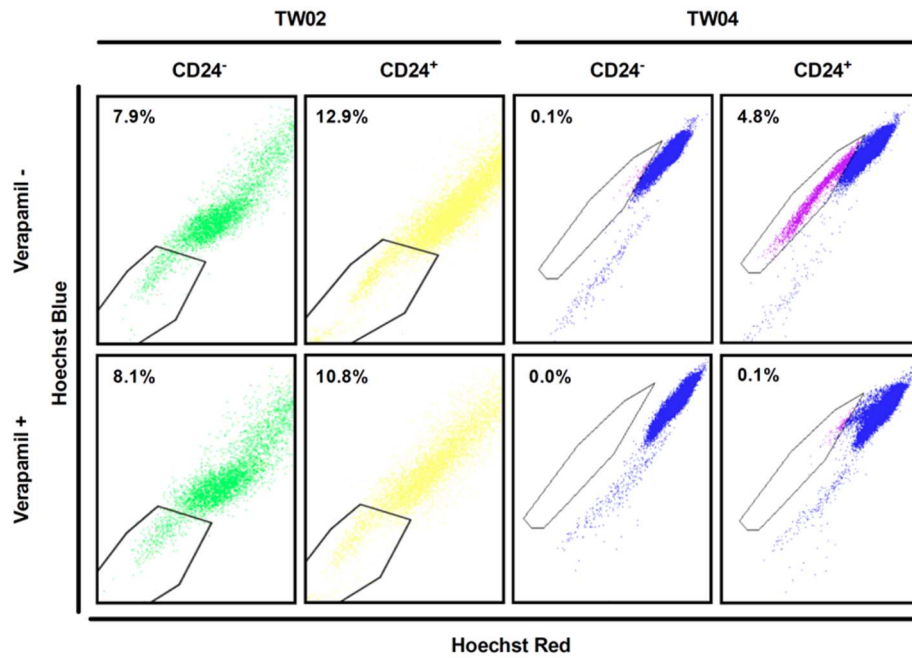 TW02 TW04
CD24- CD24+ CD24- CD24+
7.9% 12.9% 0.1% 4.8%
Verapamil -
Hoechst Blue
8.1% 10.8% 0.0% 0.1%
Verapamil +
Hoechst Red